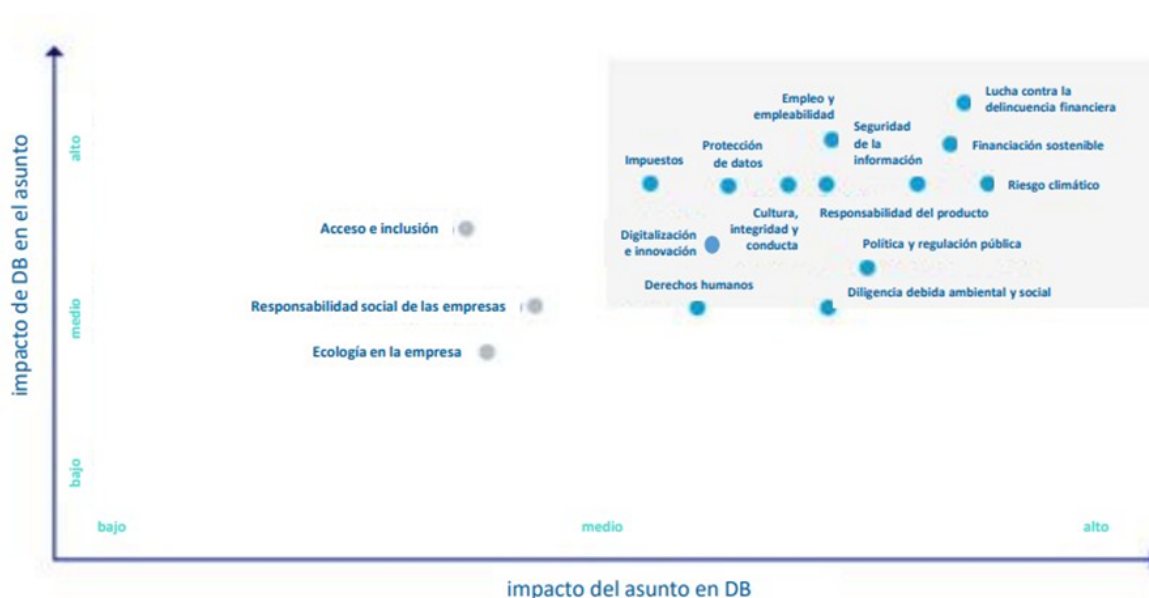 impacto de DB en el asunto
alto
medio
bajo
Lucha contra la
delincuencia financiera
Empleo y
empleabilidad
Seguridad
de la
información
Financiación sostenible
Protección
de datos
Impuestos
Riesgo climático
Cultura,
integridad y
conducta
Responsabilidad del producto
Acceso e inclusión
Digitalización
e innovación
Política y regulación pública
Derechos humanos
Diligencia debida ambiental y social
Responsabilidad social de las empresas
Ecología en la empresa
bajo
medio
alto
impacto del asunto en DB